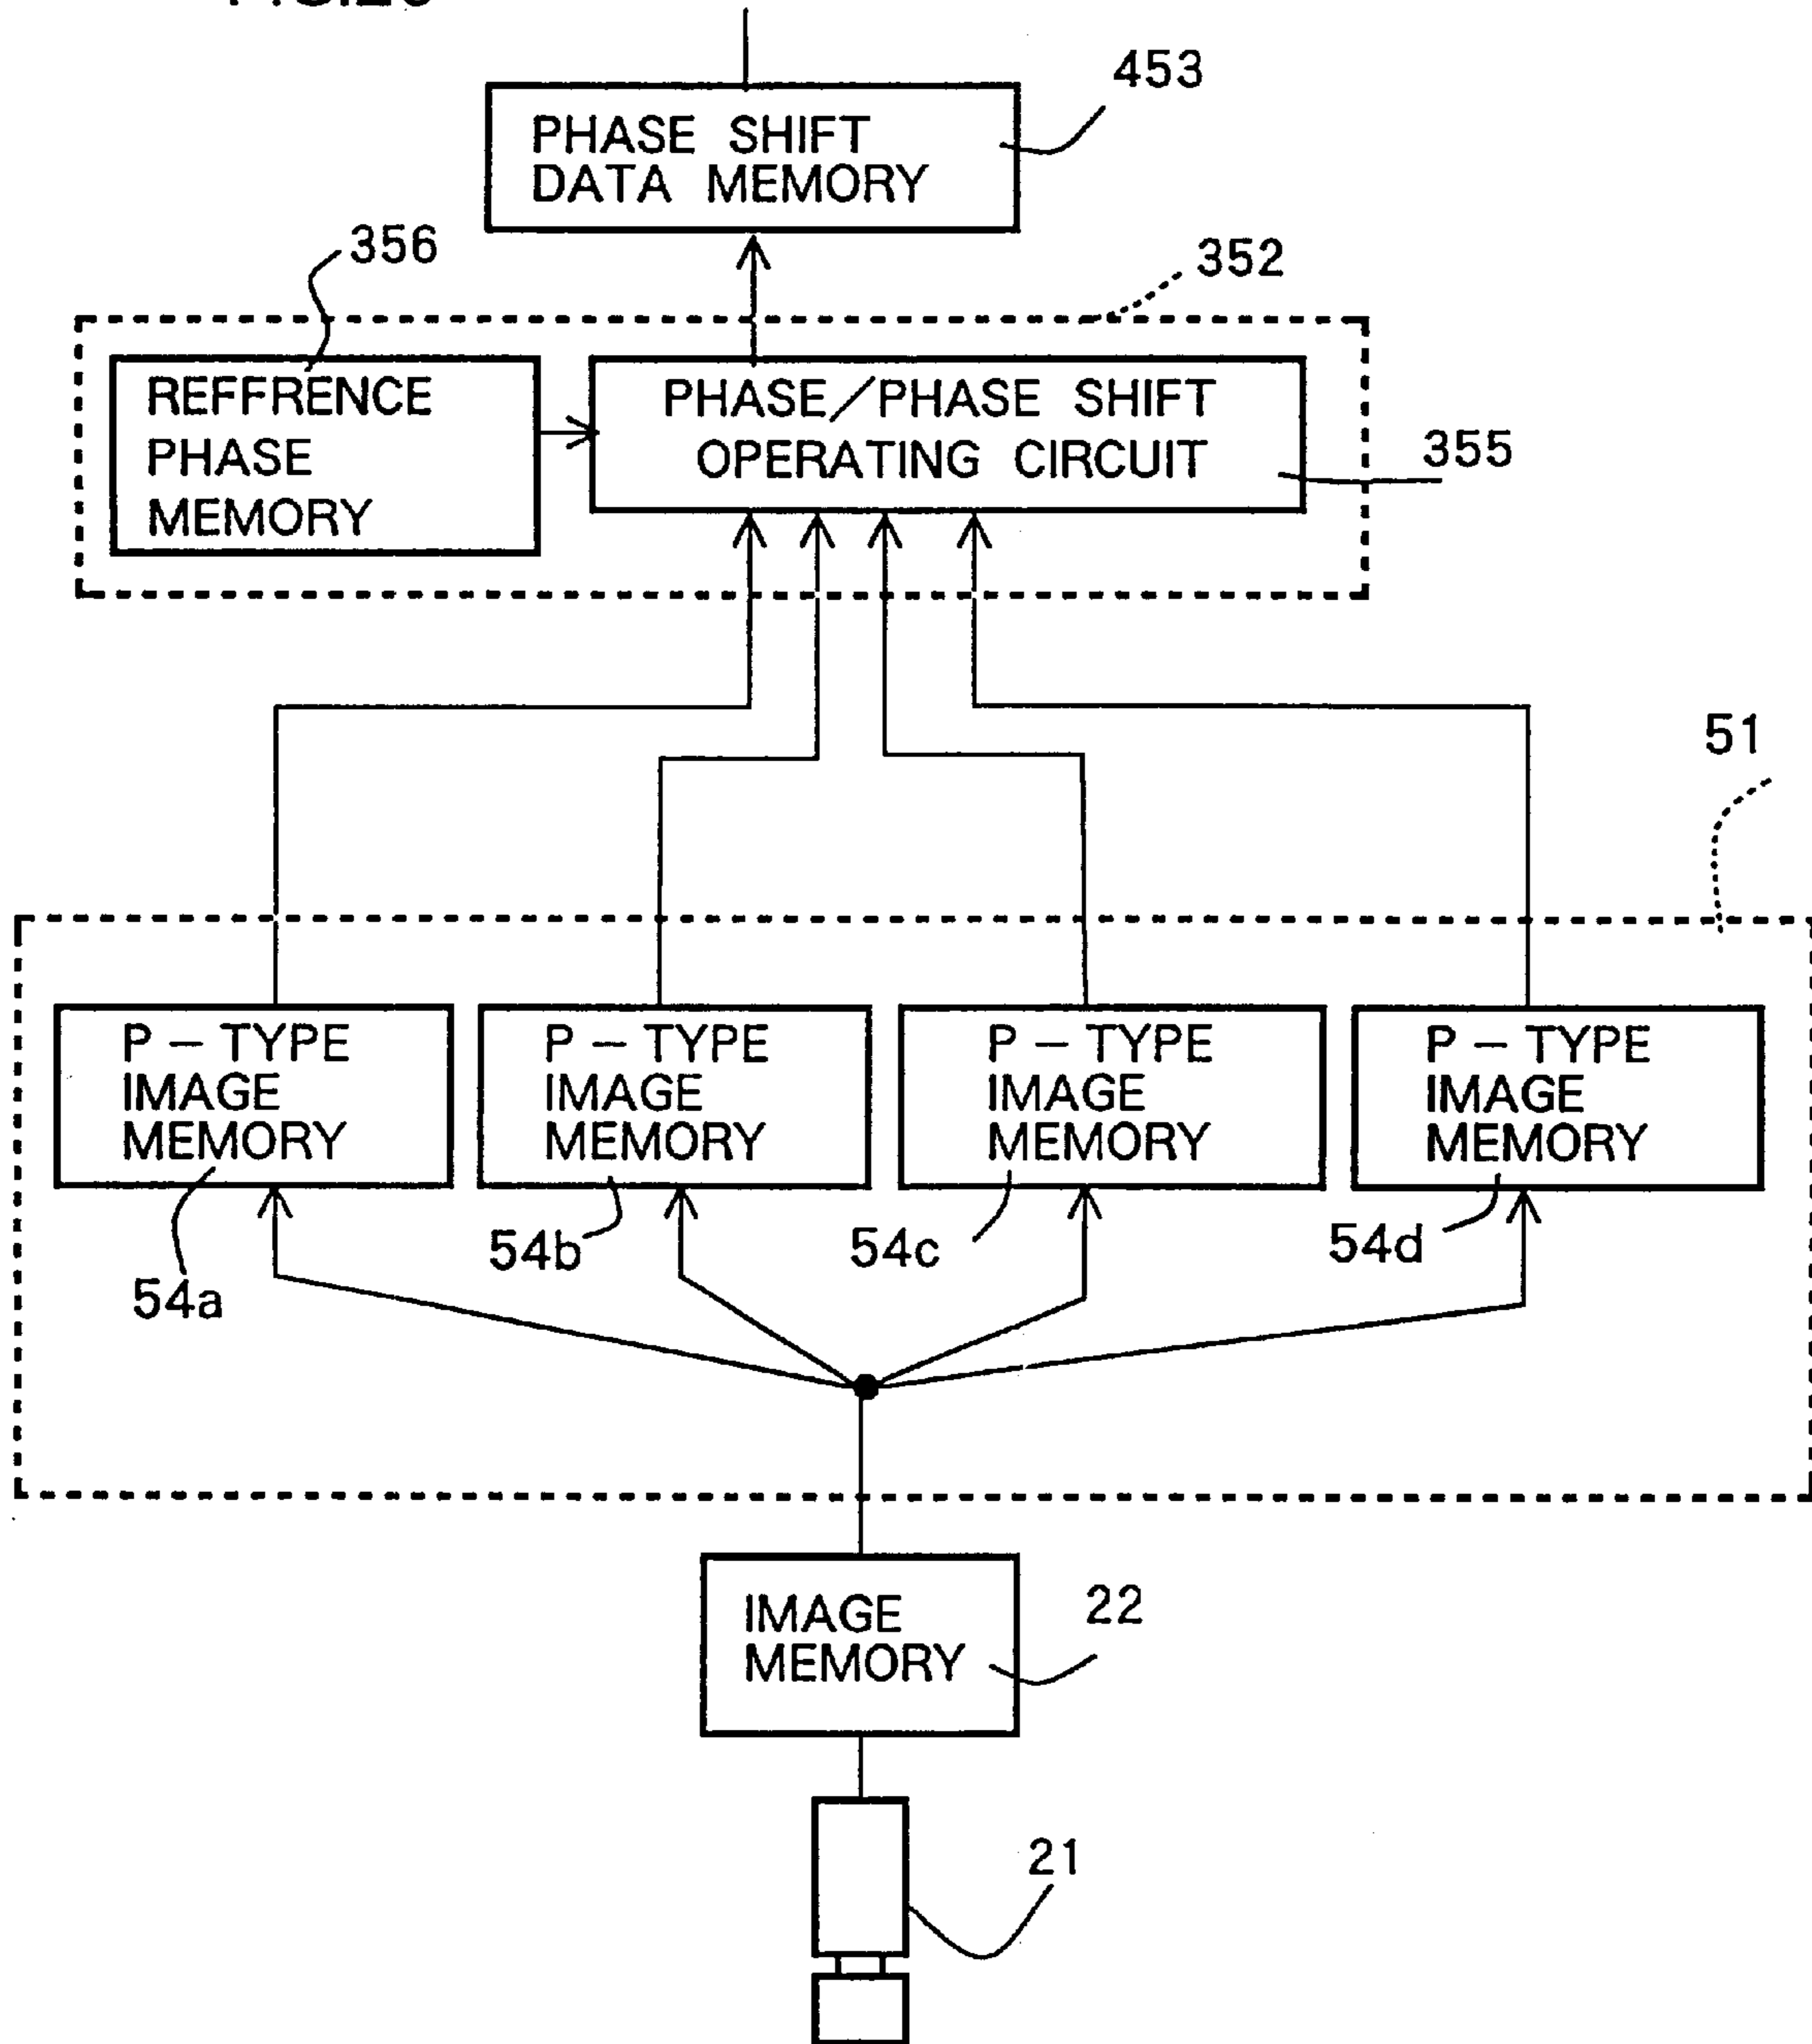 453
PHASE SHIFT
DATA MEMORY
356
352
REFFRENCE
PHASE
MEMORY
PHASE/PHASE SHIFT
OPERATING CIRCUIT
355
51
P-TYPE
IMAGE
MEMORY
P-TYPE
IMAGE
MEMORY
P-TYPE
IMAGE
MEMORY
P-TYPE
IMAGE
MEMORY
54a
54b
54c
54d
IMAGE
MEMORY
22
21